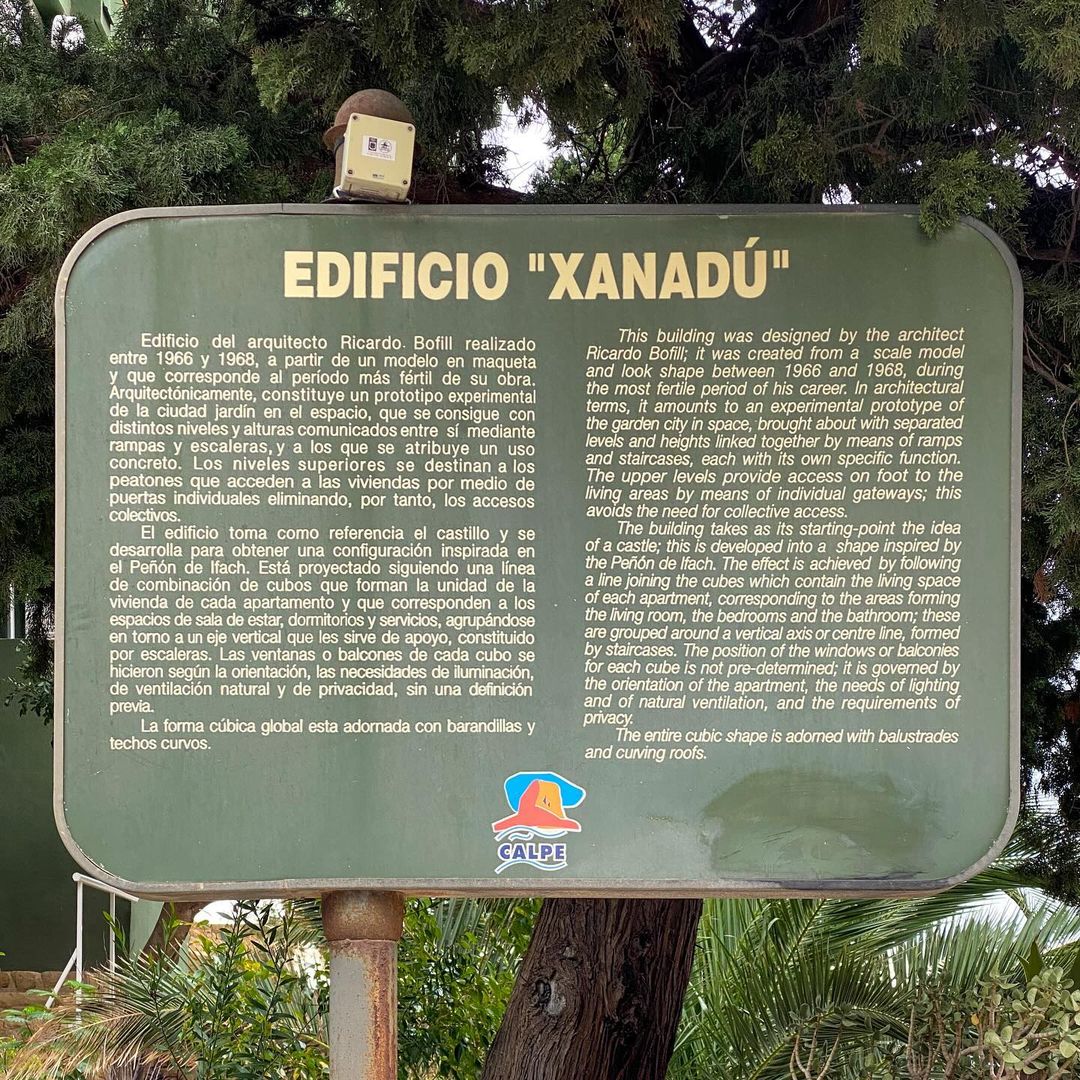 EDIFICIO "XANADÚ"
Edificio del arquitecto Ricardo Bofill realizado
entre 1966 y 1968, a partir de un modelo en maqueta
y que corresponde al período más fértil de su obra.
Arquitectónicamente, constituye un prototipo experimental
de la ciudad jardín en el espacio, que se consigue con
distintos niveles y alturas comunicados entre sí mediante
rampas y escaleras, y a los que se atribuye un uso
concreto. Los niveles superiores se destinan a los
peatones que acceden a las viviendas por medio de
puertas individuales eliminando, por tanto, los accesos
colectivos.
El edificio toma como referencia el castillo y se
desarrolla para obtener una configuración inspirada en
el Peñón de Ifach. Está proyectado siguiendo una línea
de combinación de cubos que forman la unidad de la
vivienda de cada apartamento y que corresponden a los
espacios de sala de estar, dormitorios y servicios, agrupándose
en torno a un eje vertical que les sirve de apoyo, constituido
por escaleras. Las ventanas o balcones de cada cubo se
hicieron según la orientación, las necesidades de iluminación,
de ventilación natural y de privacidad, sin una definición
previa.
La forma cúbica global esta adornada con barandillas y
techos curvos.
This building was designed by the architect
Ricardo Bofill; it was created from a scale model
and look shape between 1966 and 1968, during
the most fertile period of his career. In architectural
terms, it amounts to an experimental prototype of
the garden city in space, brought about with separated
levels and heights linked together by means of ramps
and staircases, each with its own specific function.
The upper levels provide access on foot to the
living areas by means of individual gateways; this
avoids the need for collective access.
The building takes as its starting-point the idea
of a castle; this is developed into a shape inspired by
the Peñón de Ifach. The effect is achieved by following
a line joining the cubes which contain the living space
of each apartment, corresponding to the areas forming
the living room, the bedrooms and the bathroom; these
are grouped around a vertical axis or centre line, formed
by staircases. The position of the windows or balconies
for each cube is not pre-determined; it is governed by
the orientation of the apartment, the needs of lighting
and of natural ventilation, and the requirements of
privacy.
The entire cubic shape is adorned with balustrades
and curving roofs.
CALPE